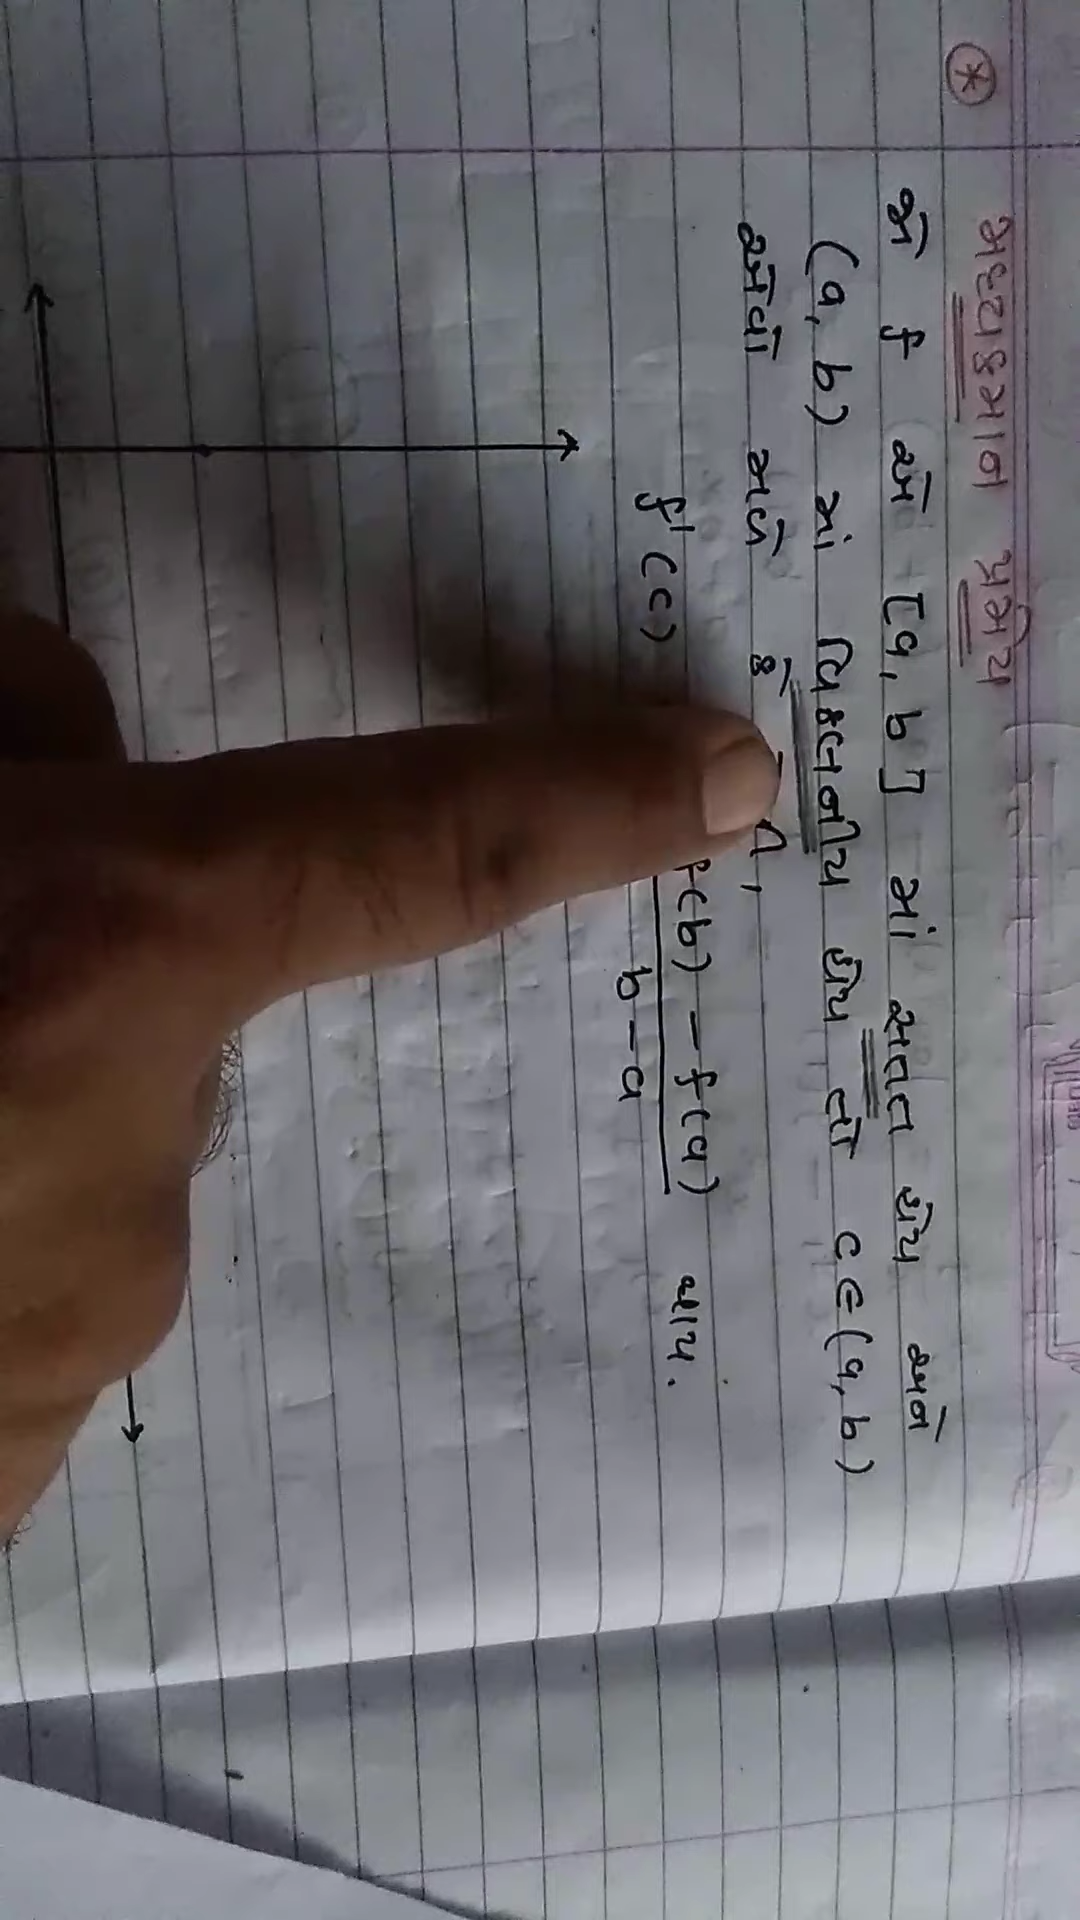 * મધ્યકમાન પ્રમેય
જો f એ [a, b] માં સતત હોય અને
(a, b) માં વિકલનીય હોય તો c ∈ (a, b)
એવો મળે કે
f'(c) f(b) - f(a) થાય.
b - a